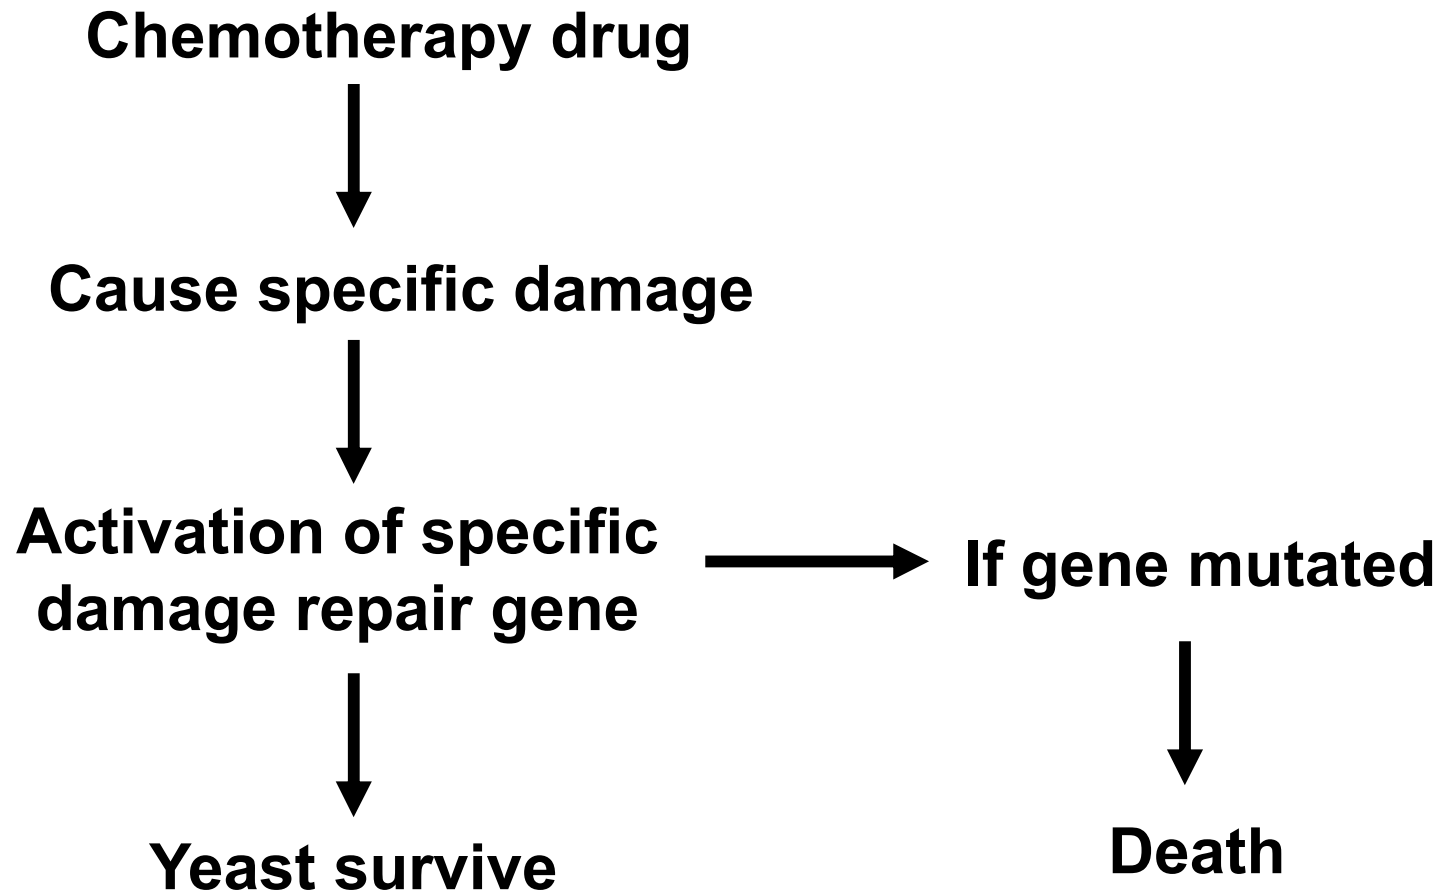 Chemotherapy drug
Cause specific damage
Activation of specific
damage repair gene
If gene mutated
Yeast survive
Death